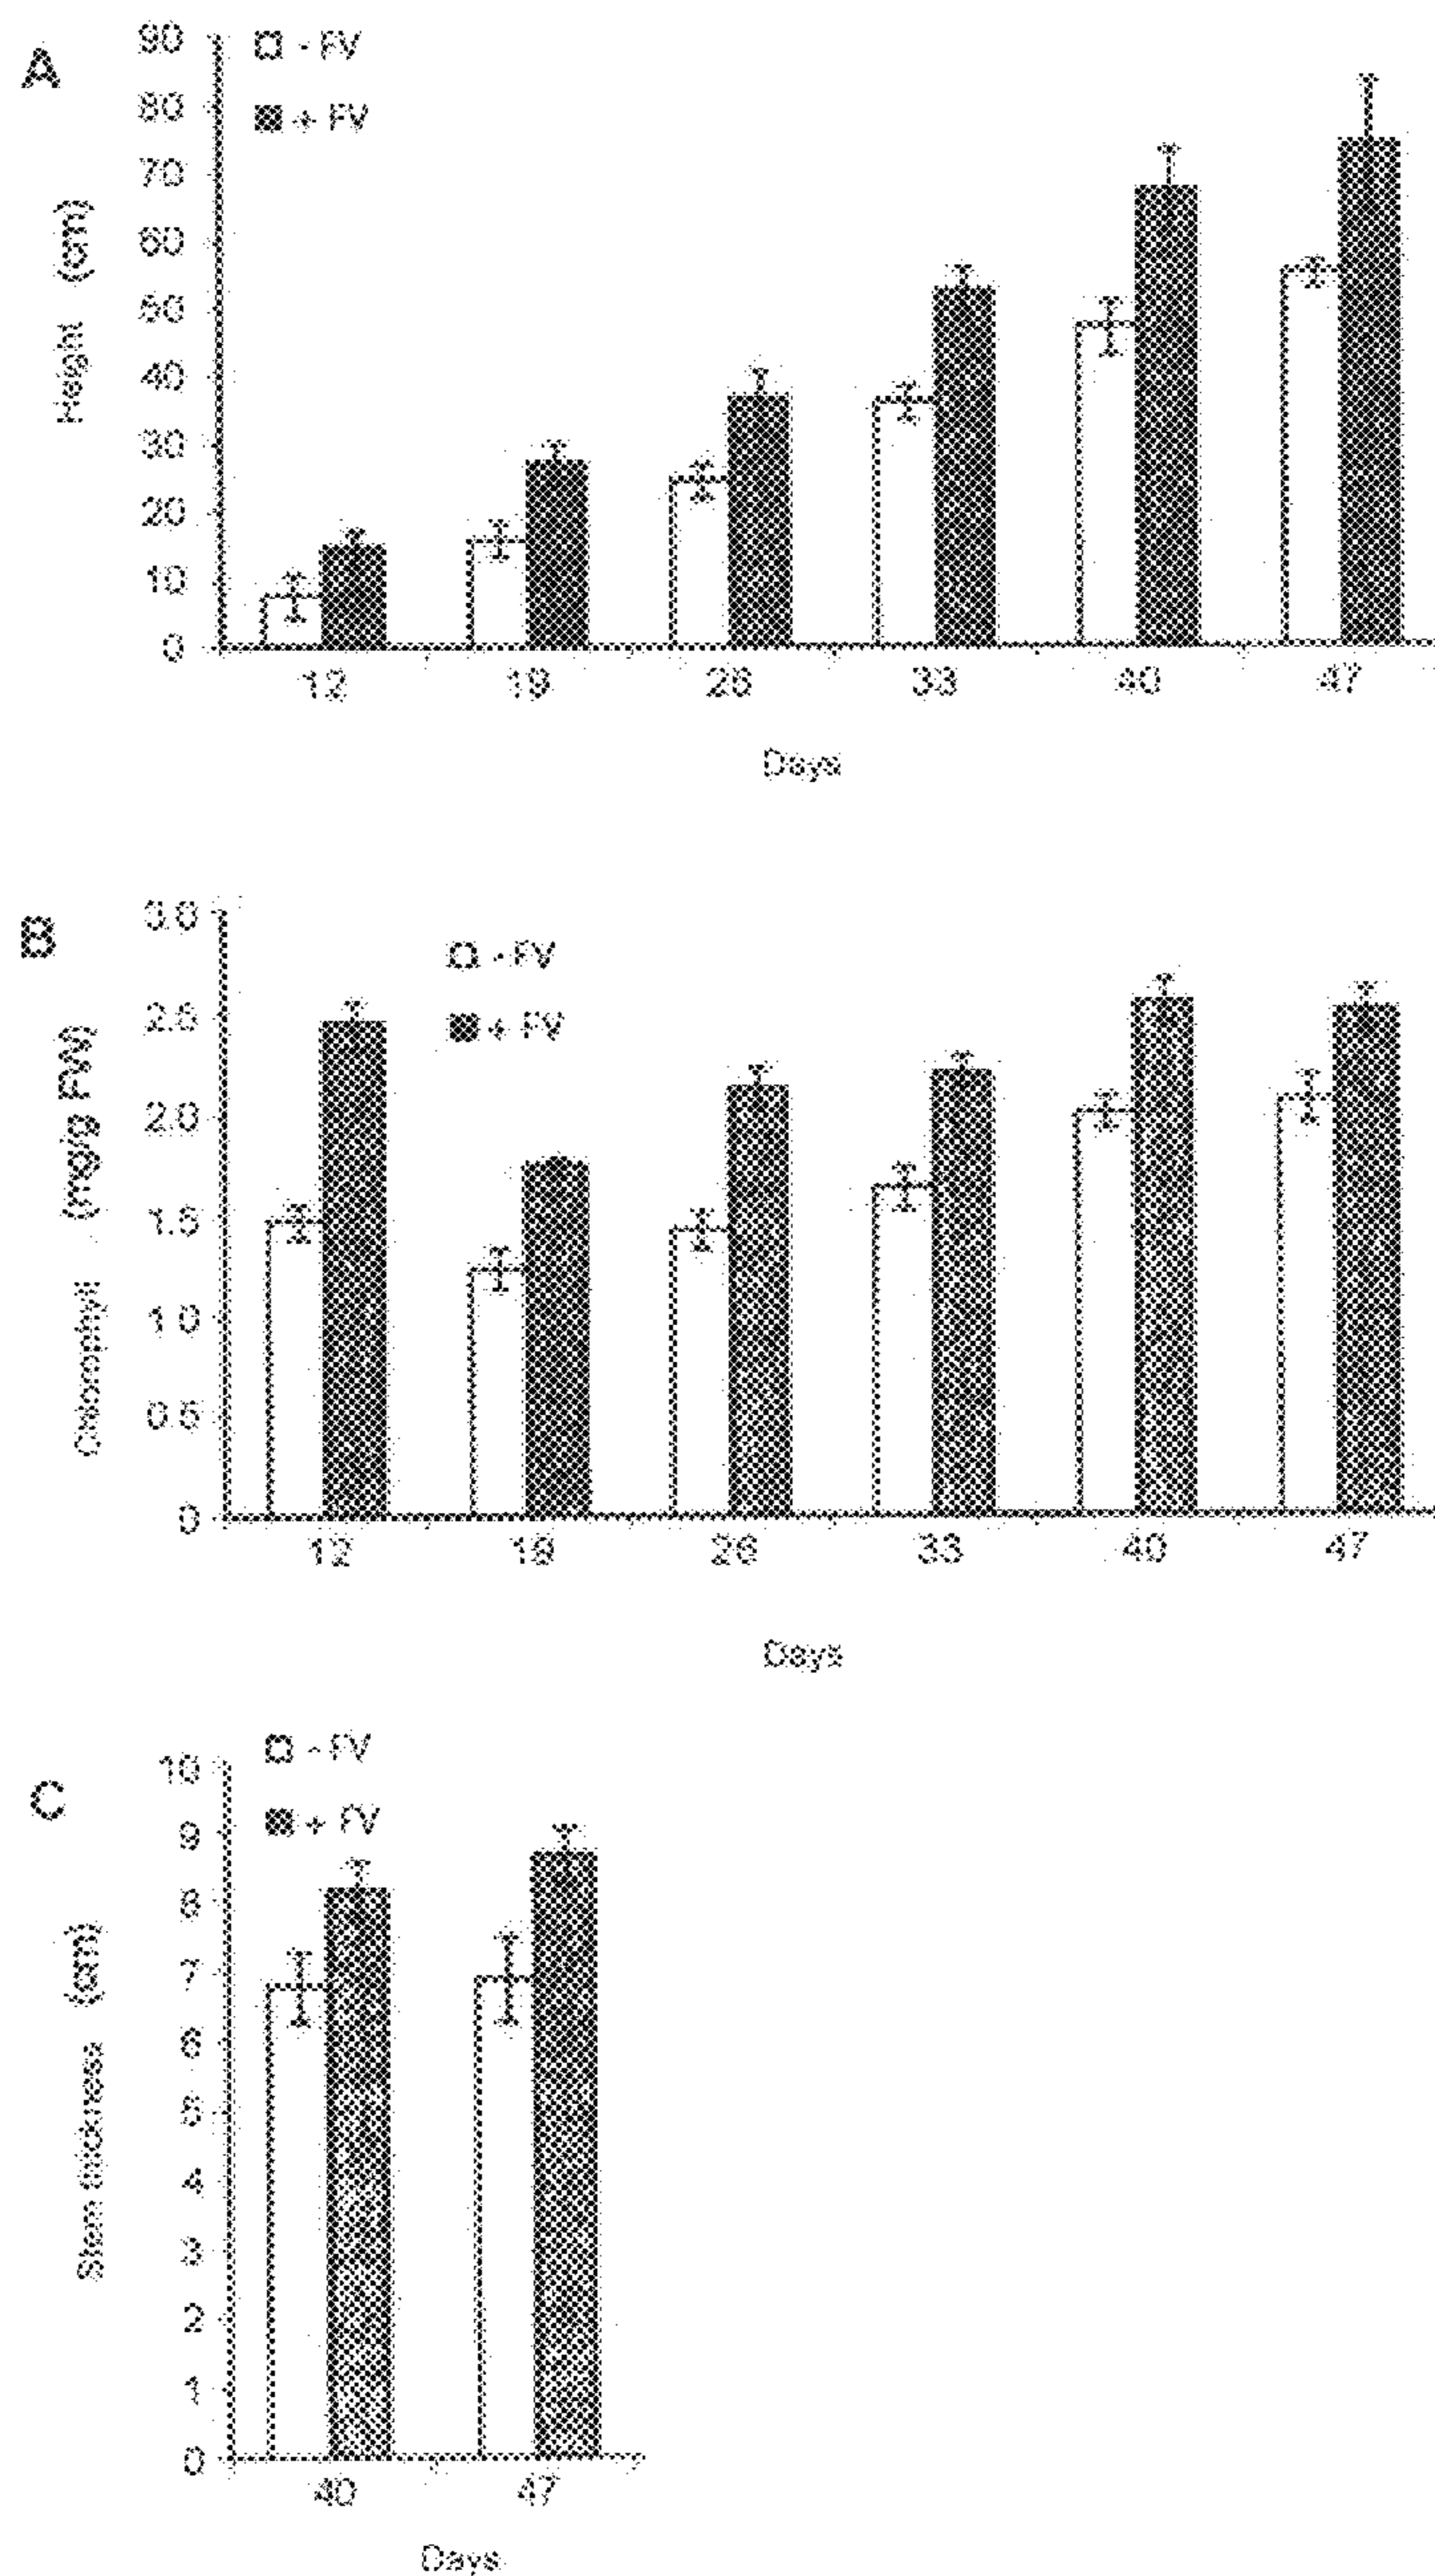 A
90
80
70
60
50
40
30
20
10
0
Height (cm)
- FV
+ FV
12 19 26 33 40 47
Days
B
3.0
2.5
2.0
1.5
1.0
0.5
0
Chlorophyll (mg/g FW)
- FV
+ FV
12 19 26 33 40 47
Days
C
10
9
8
7
6
5
4
3
2
1
0
Stem thickness (mm)
- FV
+ FV
40 47
Days